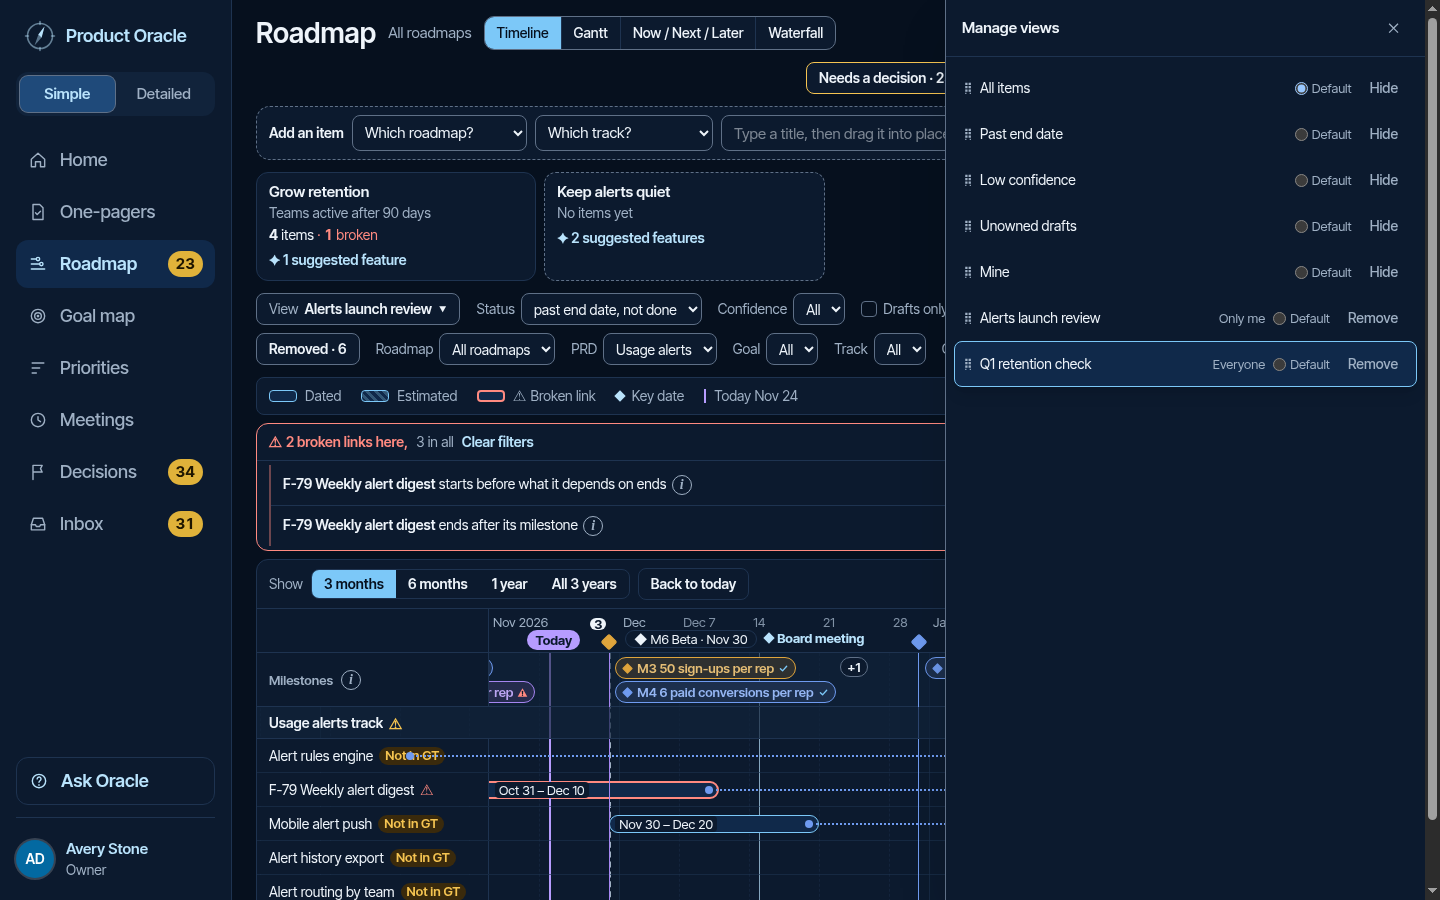 Product Oracle
Simple
Detailed
Home
One-pagers
Roadmap 23
Goal map
Priorities
Meetings
Decisions 34
Inbox 31
Ask Oracle
AD
Avery Stone
Owner
Roadmap All roadmaps Timeline Gantt Now / Next / Later Waterfall
Needs a decision · 2
Add an item Which roadmap? Which track? Type a title, then drag it into place
Grow retention
Teams active after 90 days
4 items · 1 broken
1 suggested feature
Keep alerts quiet
No items yet
2 suggested features
View Alerts launch review Status past end date, not done Confidence All Drafts only
Removed · 6 Roadmap All roadmaps PRD Usage alerts Goal All Track All
Dated Estimated Broken link Key date Today Nov 24
2 broken links here, 3 in all Clear filters
F-79 Weekly alert digest starts before what it depends on ends i
F-79 Weekly alert digest ends after its milestone i
Show 3 months 6 months 1 year All 3 years Back to today
Nov 2026 3 Dec Dec 7 14 21 28 Ja
Today M6 Beta · Nov 30 Board meeting
Milestones i
M3 50 sign-ups per rep +1
rep M4 6 paid conversions per rep
Usage alerts track
Alert rules engine Not in GT
F-79 Weekly alert digest Oct 31 – Dec 10
Mobile alert push Not in GT Nov 30 – Dec 20
Alert history export Not in GT
Alert routing by team Not in GT
Manage views
All items Default Hide
Past end date Default Hide
Low confidence Default Hide
Unowned drafts Default Hide
Mine Default Hide
Alerts launch review Only me Default Remove
Q1 retention check Everyone Default Remove